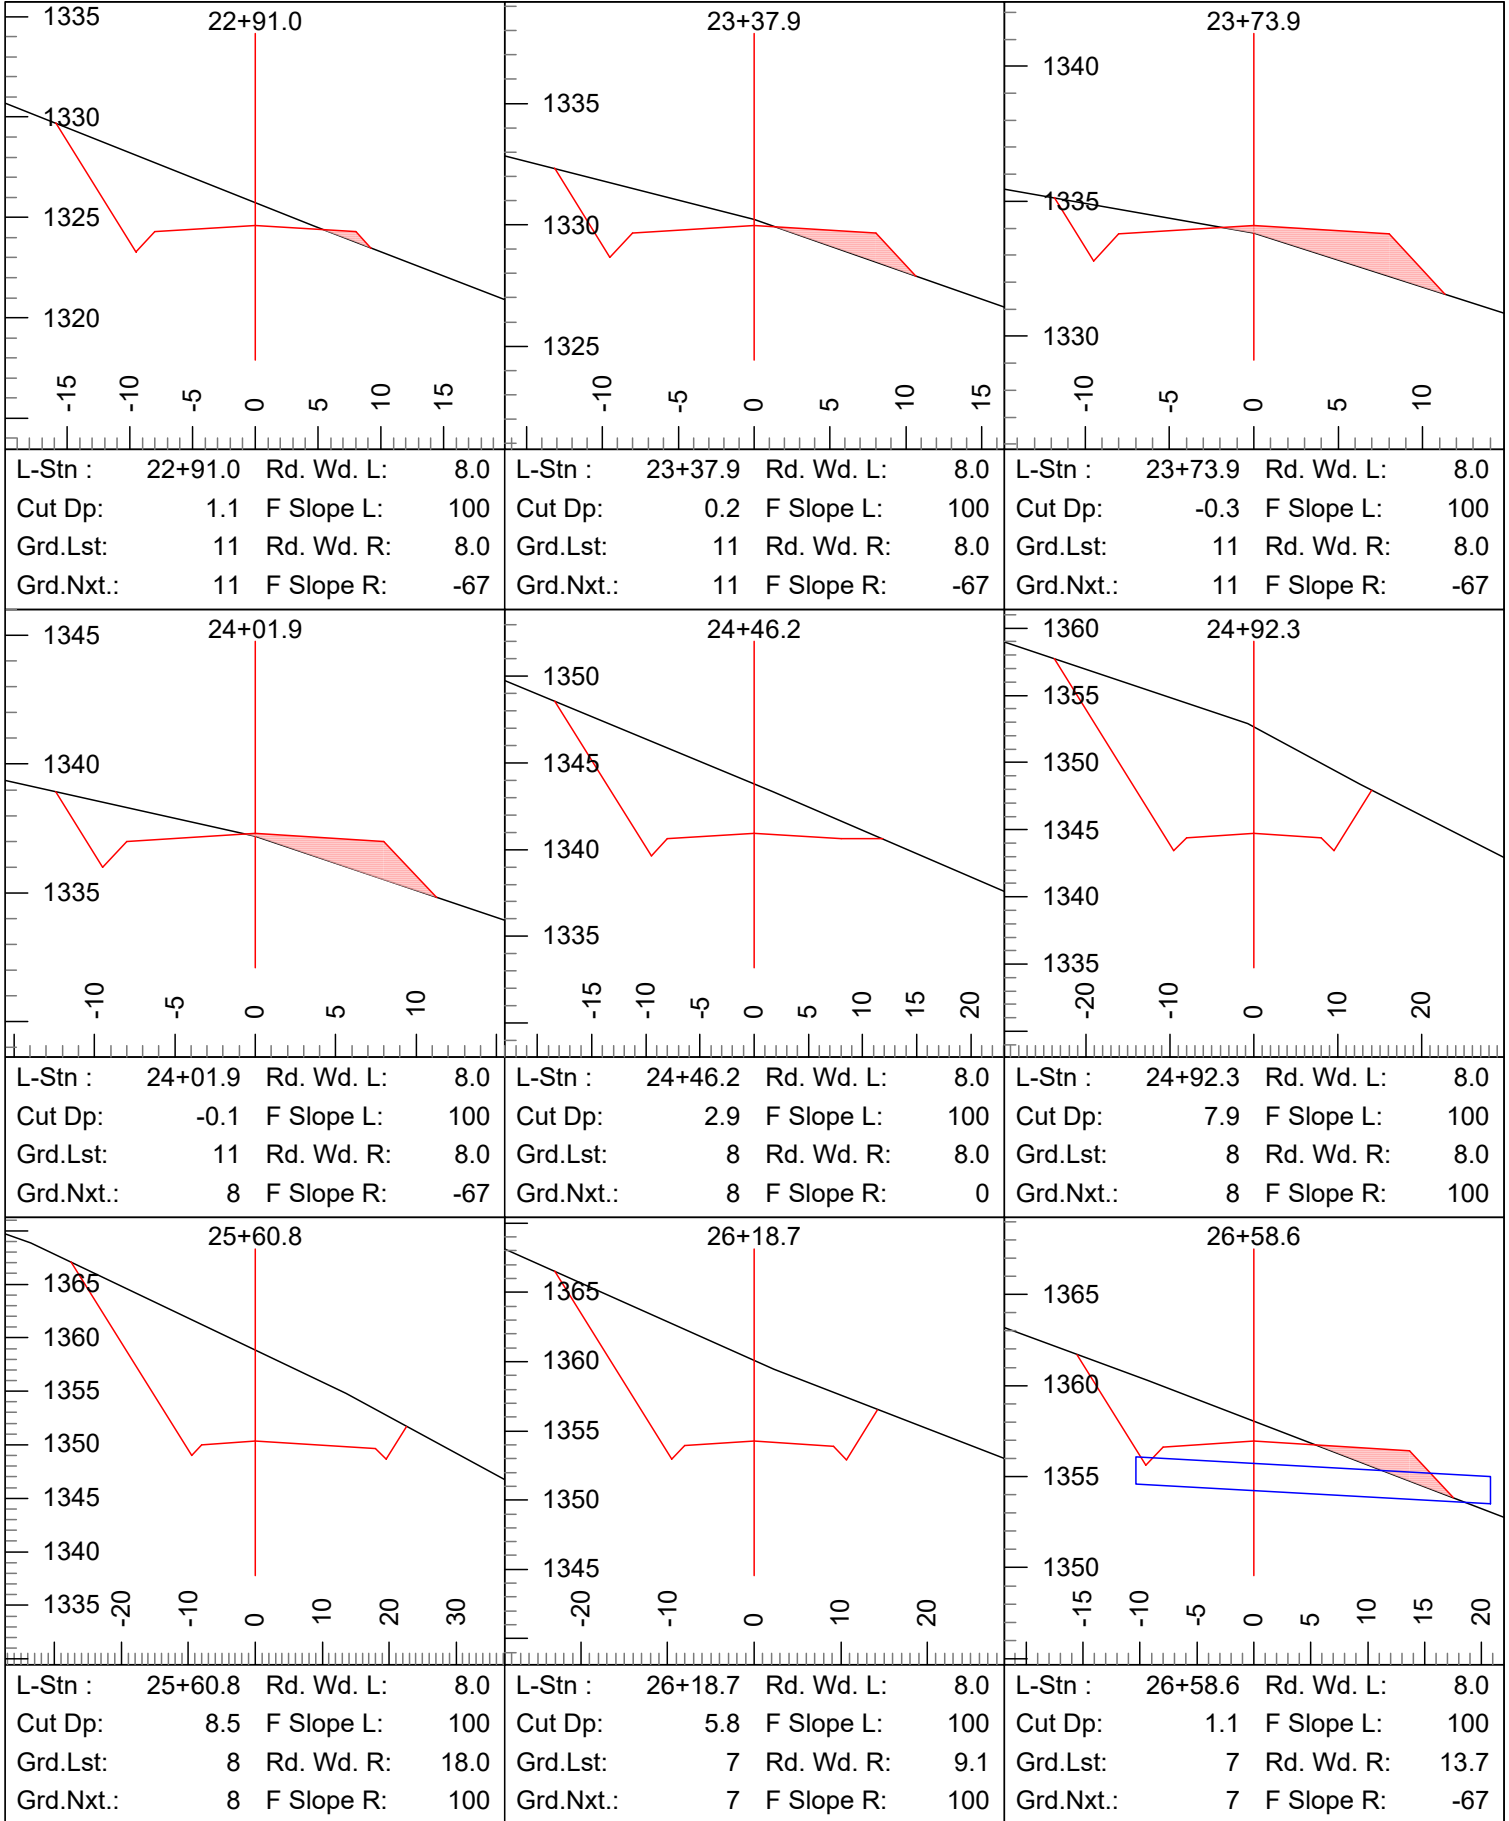 22+91.0
1335
1330
1325
1320
-15 -10 -5 0 5 10 15
L-Stn : 22+91.0 Rd. Wd. L: 8.0
Cut Dp: 1.1 F Slope L: 100
Grd.Lst: 11 Rd. Wd. R: 8.0
Grd.Nxt.: 11 F Slope R: -67
23+37.9
1335
1330
1325
-10 -5 0 5 10 15
L-Stn : 23+37.9 Rd. Wd. L: 8.0
Cut Dp: 0.2 F Slope L: 100
Grd.Lst: 11 Rd. Wd. R: 8.0
Grd.Nxt.: 11 F Slope R: -67
23+73.9
1340
1335
1330
-10 -5 0 5 10
L-Stn : 23+73.9 Rd. Wd. L: 8.0
Cut Dp: -0.3 F Slope L: 100
Grd.Lst: 11 Rd. Wd. R: 8.0
Grd.Nxt.: 11 F Slope R: -67
24+01.9
1345
1340
1335
-10 -5 0 5 10
L-Stn : 24+01.9 Rd. Wd. L: 8.0
Cut Dp: -0.1 F Slope L: 100
Grd.Lst: 11 Rd. Wd. R: 8.0
Grd.Nxt.: 8 F Slope R: -67
24+46.2
1350
1345
1340
1335
-15 -10 -5 0 5 10 15 20
L-Stn : 24+46.2 Rd. Wd. L: 8.0
Cut Dp: 2.9 F Slope L: 100
Grd.Lst: 8 Rd. Wd. R: 8.0
Grd.Nxt.: 8 F Slope R: 0
24+92.3
1360
1355
1350
1345
1340
1335
-20 -10 0 10 20
L-Stn : 24+92.3 Rd. Wd. L: 8.0
Cut Dp: 7.9 F Slope L: 100
Grd.Lst: 8 Rd. Wd. R: 8.0
Grd.Nxt.: 8 F Slope R: 100
25+60.8
1365
1360
1355
1350
1345
1340
1335
-20 -10 0 10 20 30
L-Stn : 25+60.8 Rd. Wd. L: 8.0
Cut Dp: 8.5 F Slope L: 100
Grd.Lst: 8 Rd. Wd. R: 18.0
Grd.Nxt.: 8 F Slope R: 100
26+18.7
1365
1360
1355
1350
1345
-20 -10 0 10 20
L-Stn : 26+18.7 Rd. Wd. L: 8.0
Cut Dp: 5.8 F Slope L: 100
Grd.Lst: 7 Rd. Wd. R: 9.1
Grd.Nxt.: 7 F Slope R: 100
26+58.6
1365
1360
1355
1350
-15 -10 -5 0 5 10 15 20
L-Stn : 26+58.6 Rd. Wd. L: 8.0
Cut Dp: 1.1 F Slope L: 100
Grd.Lst: 7 Rd. Wd. R: 13.7
Grd.Nxt.: 7 F Slope R: -67